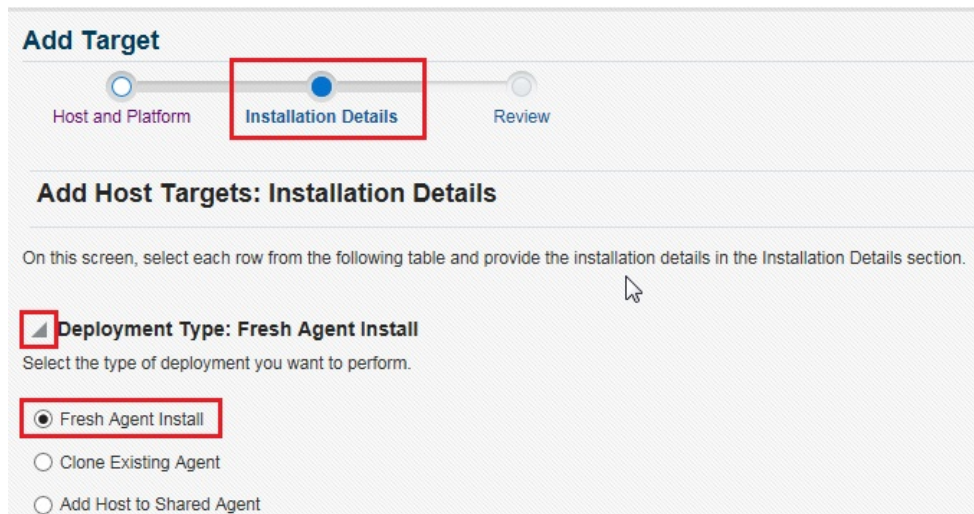 Add Target
Host and Platform
Installation Details
Review
Add Host Targets: Installation Details
On this screen, select each row from the following table and provide the installation details in the Installation Details section.
Deployment Type: Fresh Agent Install
Select the type of deployment you want to perform.
Fresh Agent Install
Clone Existing Agent
Add Host to Shared Agent